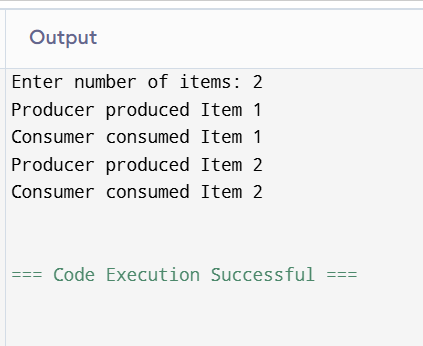 Output
Enter number of items: 2
Producer produced Item 1
Consumer consumed Item 1
Producer produced Item 2
Consumer consumed Item 2
=== Code Execution Successful ===